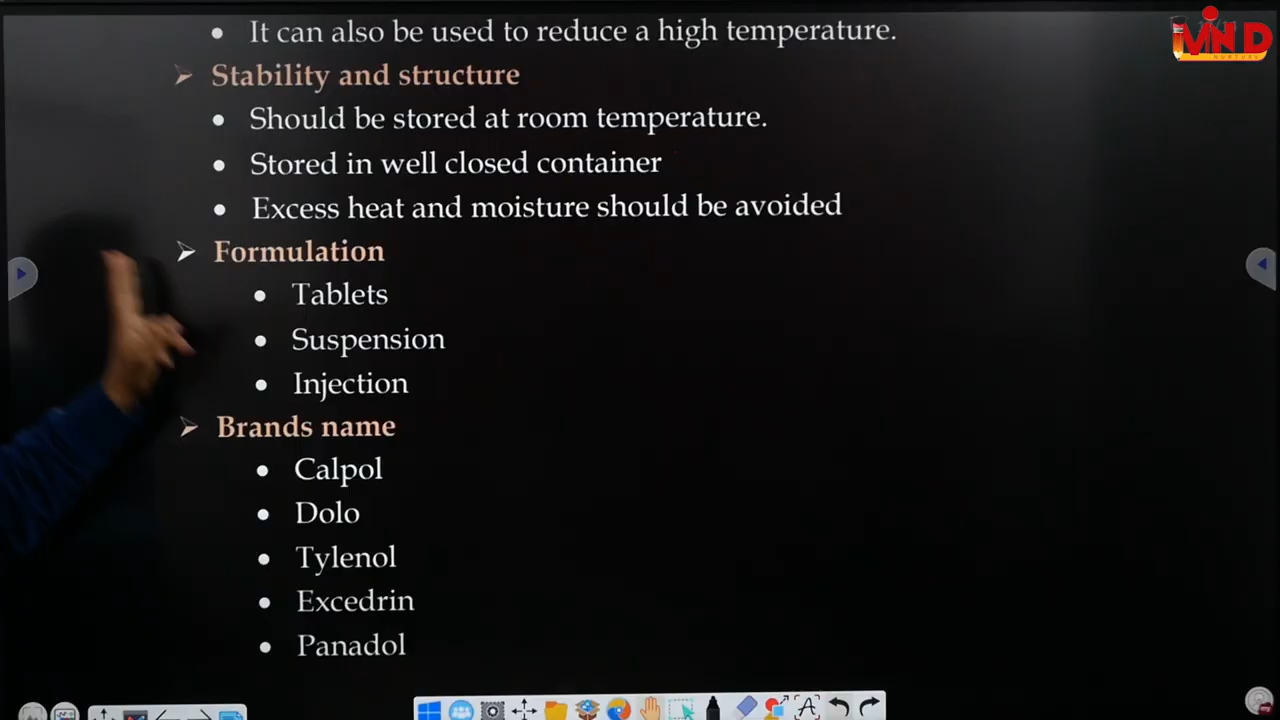 It can also be used to reduce a high temperature.
MIND
NURTURE
Stability and structure
Should be stored at room temperature.
Stored in well closed container
Excess heat and moisture should be avoided
Formulation
Tablets
Suspension
Injection
Brands name
Calpol
Dolo
Tylenol
Excedrin
Panadol